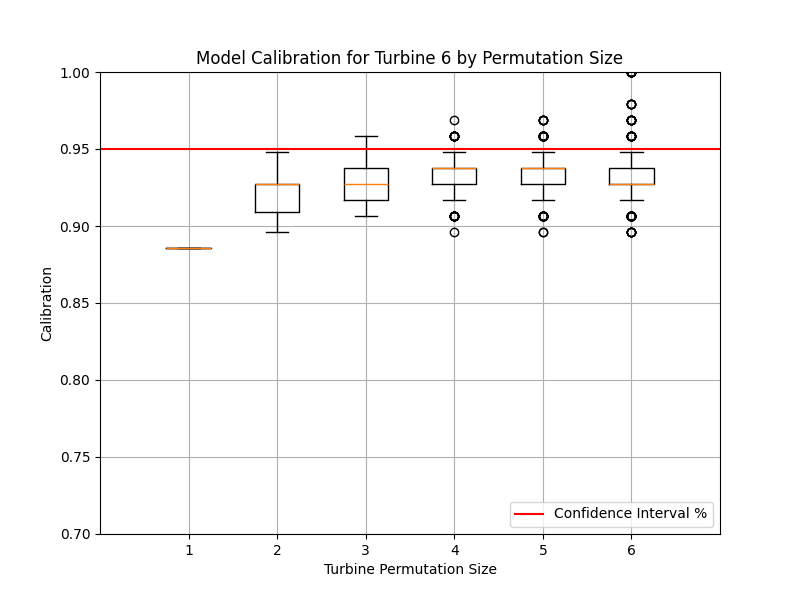 Model Calibration for Turbine 6 by Permutation Size
1.00
0.95
0.90
0.85
0.80
0.75
0.70
Calibration
1 2 3 4 5 6
Turbine Permutation Size
Confidence Interval %